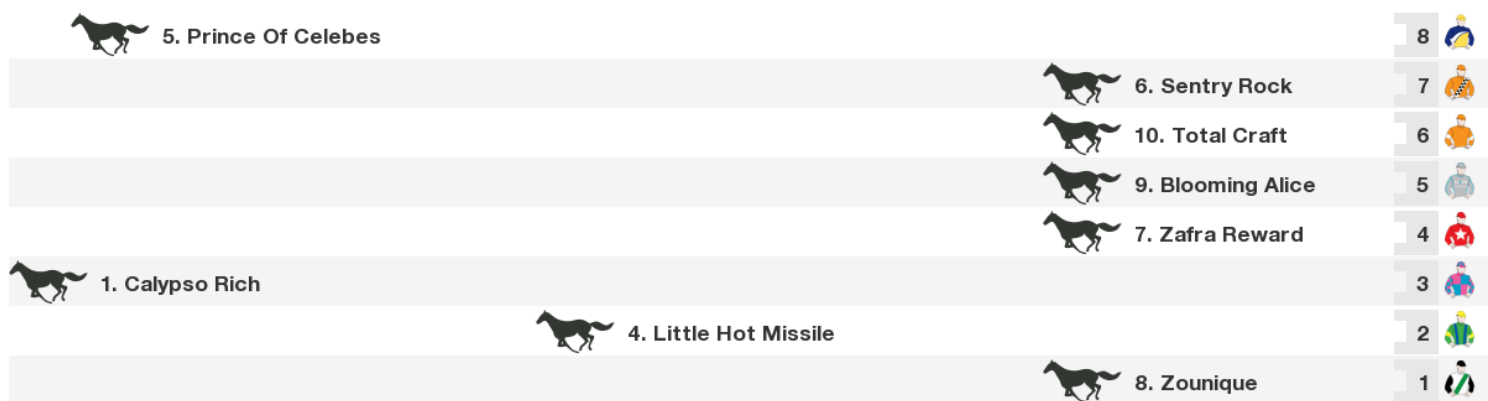 5. Prince Of Celebes 8
6. Sentry Rock 7
10. Total Craft 6
9. Blooming Alice 5
7. Zafra Reward 4
1. Calypso Rich 3
4. Little Hot Missile 2
8. Zounique 1